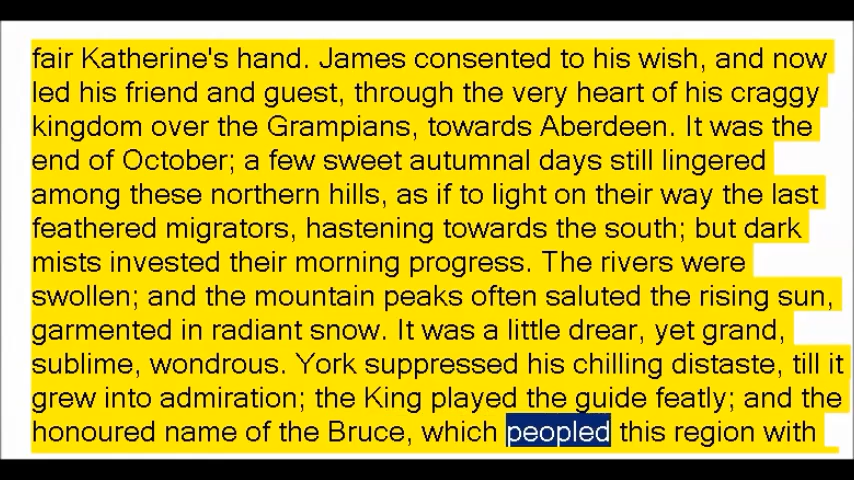 fair Katherine's hand. James consented to his wish, and now
led his friend and guest, through the very heart of his craggy
kingdom over the Grampians, towards Aberdeen. It was the
end of October; a few sweet autumnal days still lingered
among these northern hills, as if to light on their way the last
feathered migrators, hastening towards the south; but dark
mists invested their morning progress. The rivers were
swollen; and the mountain peaks often saluted the rising sun,
garmented in radiant snow. It was a little drear, yet grand,
sublime, wondrous. York suppressed his chilling distaste, till it
grew into admiration; the King played the guide featly; and the
honoured name of the Bruce, which peopled this region with